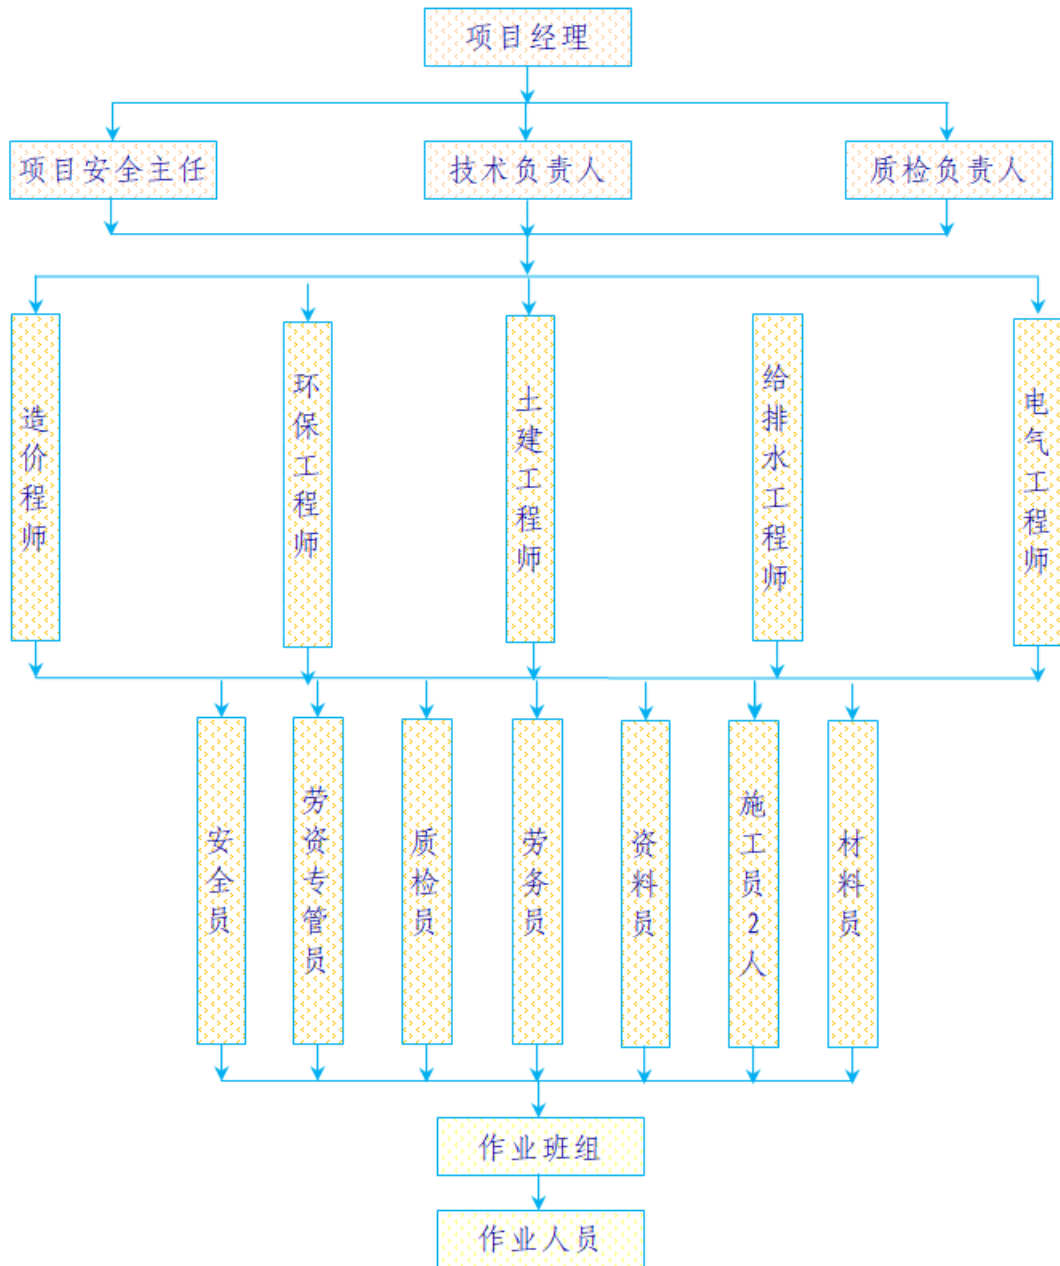 项目经理
项目安全主任
技术负责人
质检负责人
造价程师
环保工程师
土建工程师
给排水工程师
电气工程师
安全员
劳资专管员
质检员
劳务员
资料员
施工员2人
材料员
作业班组
作业人员